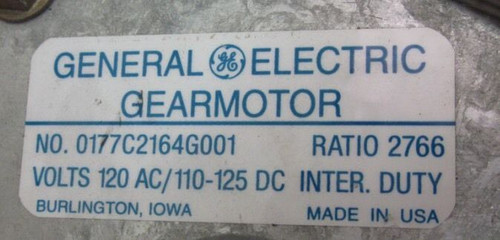 GENERAL GE ELECTRIC
GEARMOTOR
NO. 0177C2164G001 RATIO 2766
VOLTS 120 AC/110-125 DC INTER. DUTY
BURLINGTON, IOWA MADE IN USA